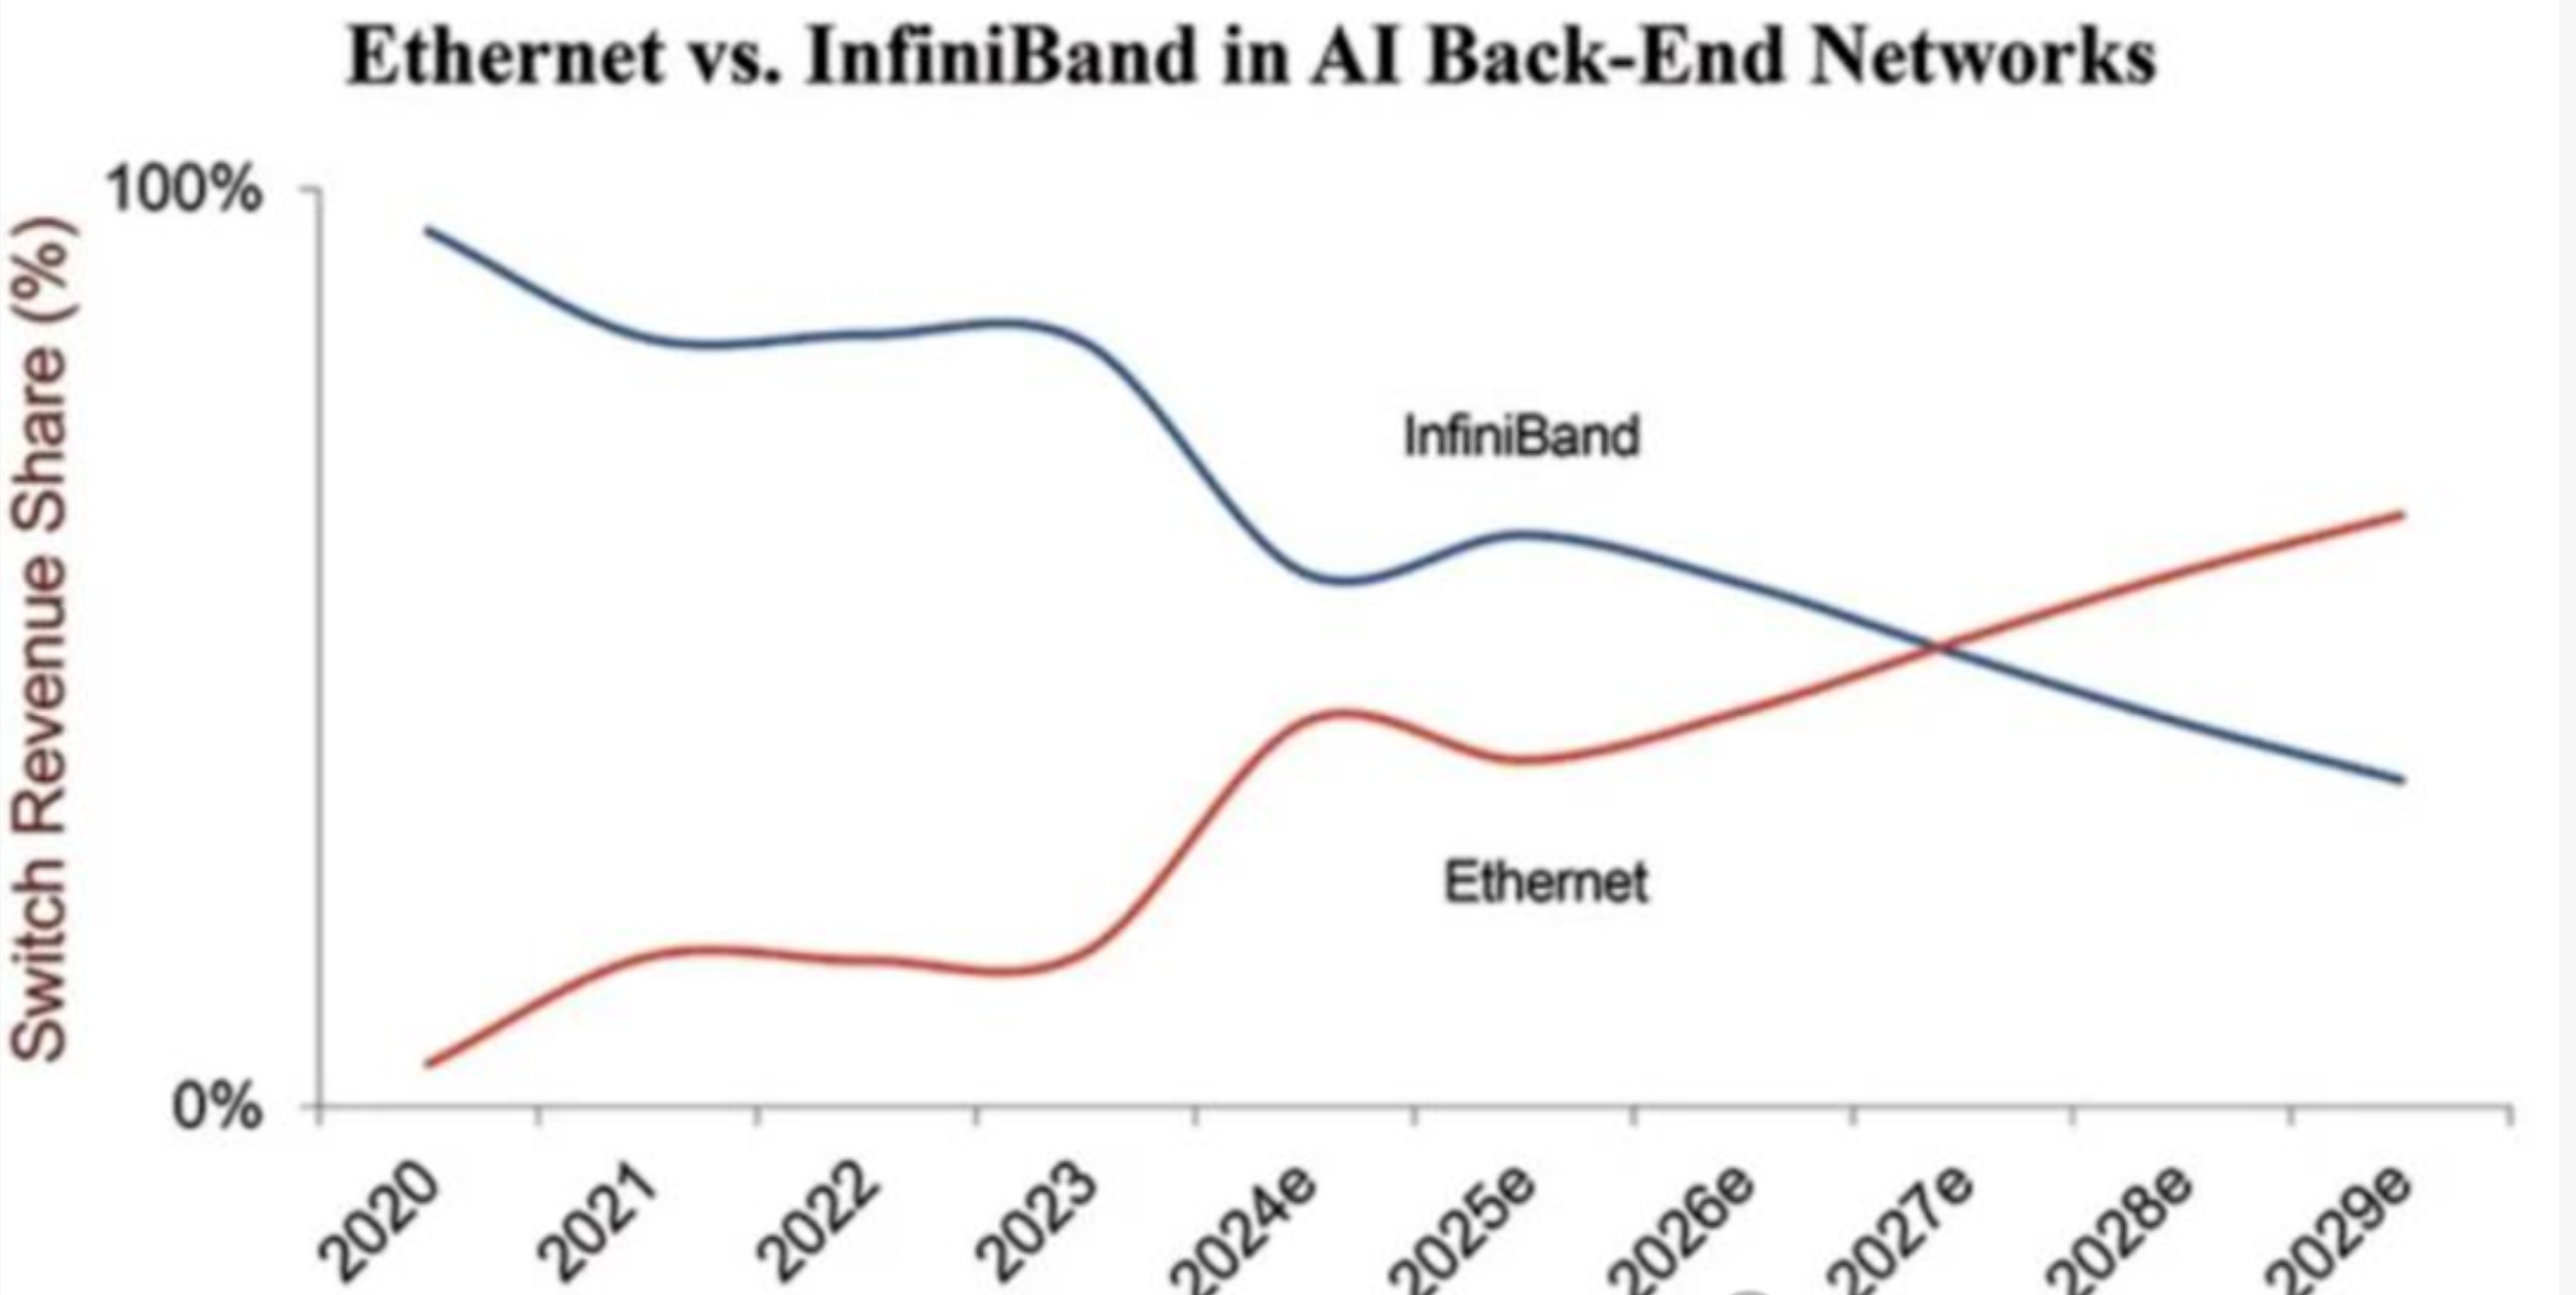 Ethernet vs. InfiniBand in AI Back-End Networks
Switch Revenue Share (%)
100%
InfiniBand
Ethernet
0%
2020
2021
2022
2023
2024e
2025e
2026e
2027e
2028e
2029e